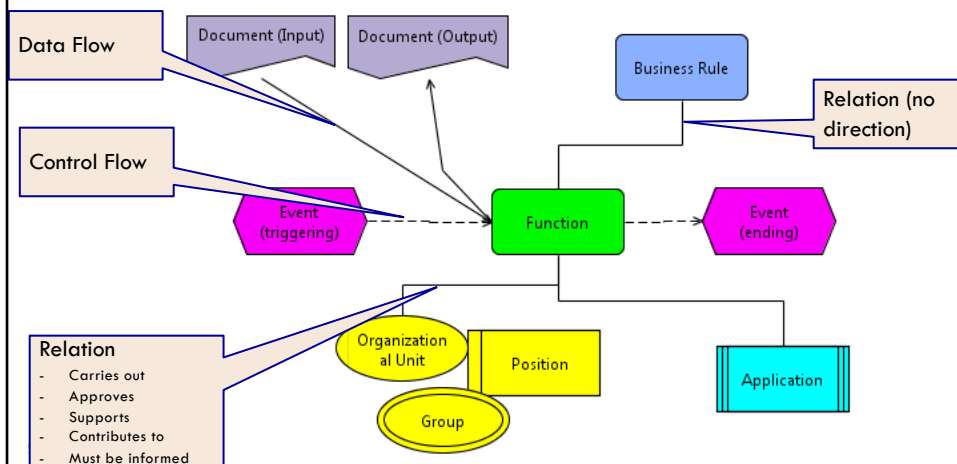 Data Flow
Document (Input)
Document (Output)
Business Rule
Relation (no
direction)
Control Flow
Event
(triggering)
Function
Event
(ending)
Relation
- Carries out
- Approves
- Supports
- Contributes to
- Must be informed
Organization
al Unit
Position
Group
Application